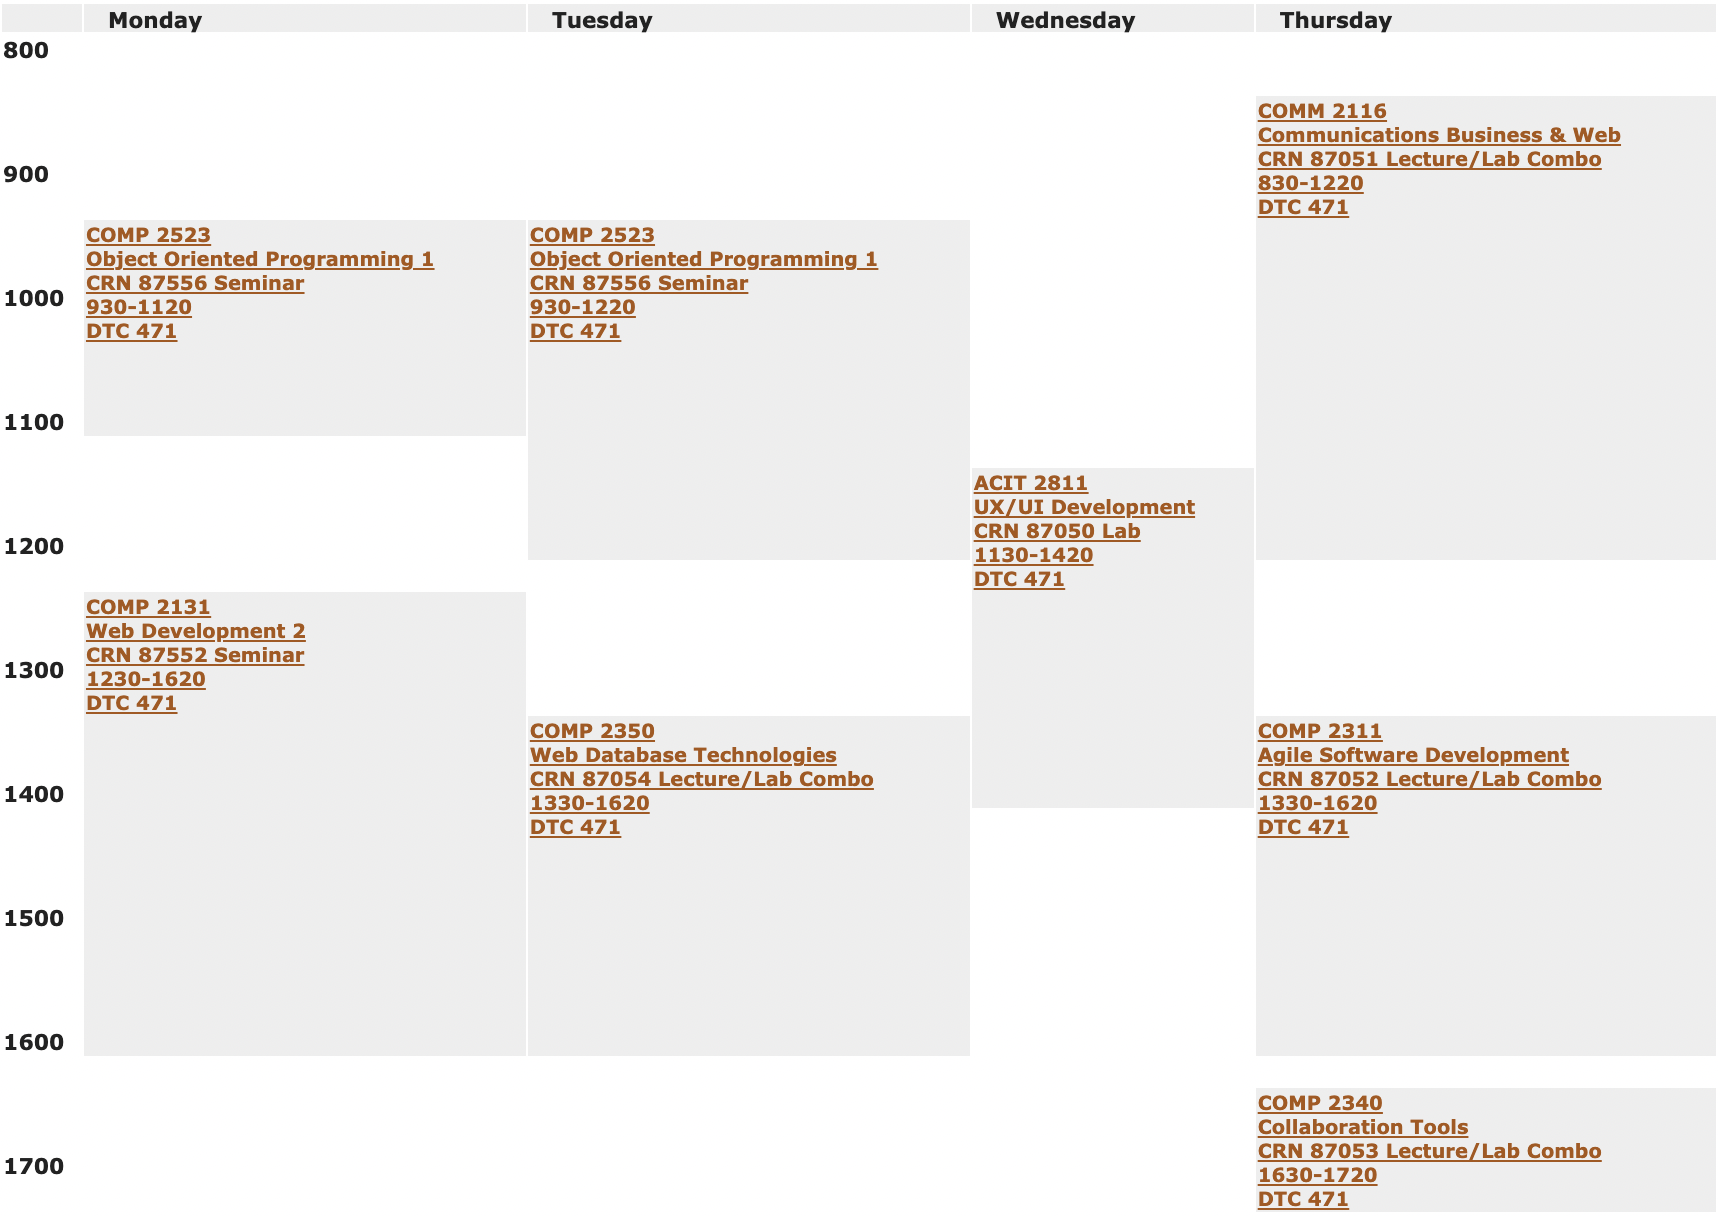 Monday Tuesday Wednesday Thursday
800
COMM 2116
Communications Business & Web
CRN 87051 Lecture/Lab Combo
830-1220
DTC 471
900
COMP 2523
Object Oriented Programming 1
CRN 87556 Seminar
930-1120
DTC 471
COMP 2523
Object Oriented Programming 1
CRN 87556 Seminar
930-1220
DTC 471
1000
1100
ACIT 2811
UX/UI Development
CRN 87050 Lab
1130-1420
DTC 471
1200
COMP 2131
Web Development 2
CRN 87552 Seminar
1230-1620
DTC 471
1300
COMP 2350
Web Database Technologies
CRN 87054 Lecture/Lab Combo
1330-1620
DTC 471
COMP 2311
Agile Software Development
CRN 87052 Lecture/Lab Combo
1330-1620
DTC 471
1400
1500
1600
COMP 2340
Collaboration Tools
CRN 87053 Lecture/Lab Combo
1630-1720
DTC 471
1700